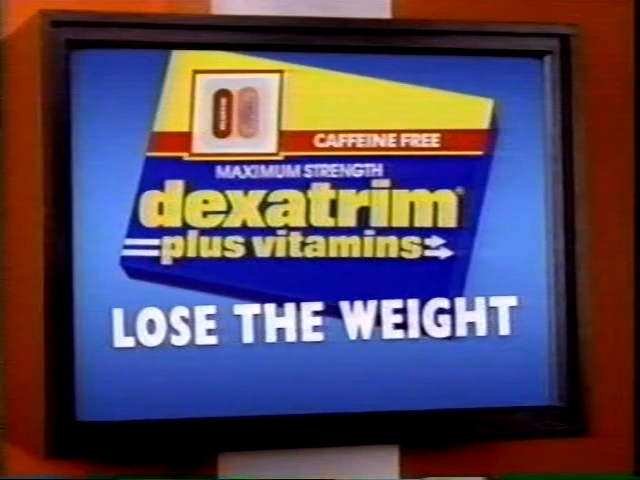 CAFFEINE FREE
MAXIMUM STRENGTH
dexatrim
plus vitamins
LOSE THE WEIGHT